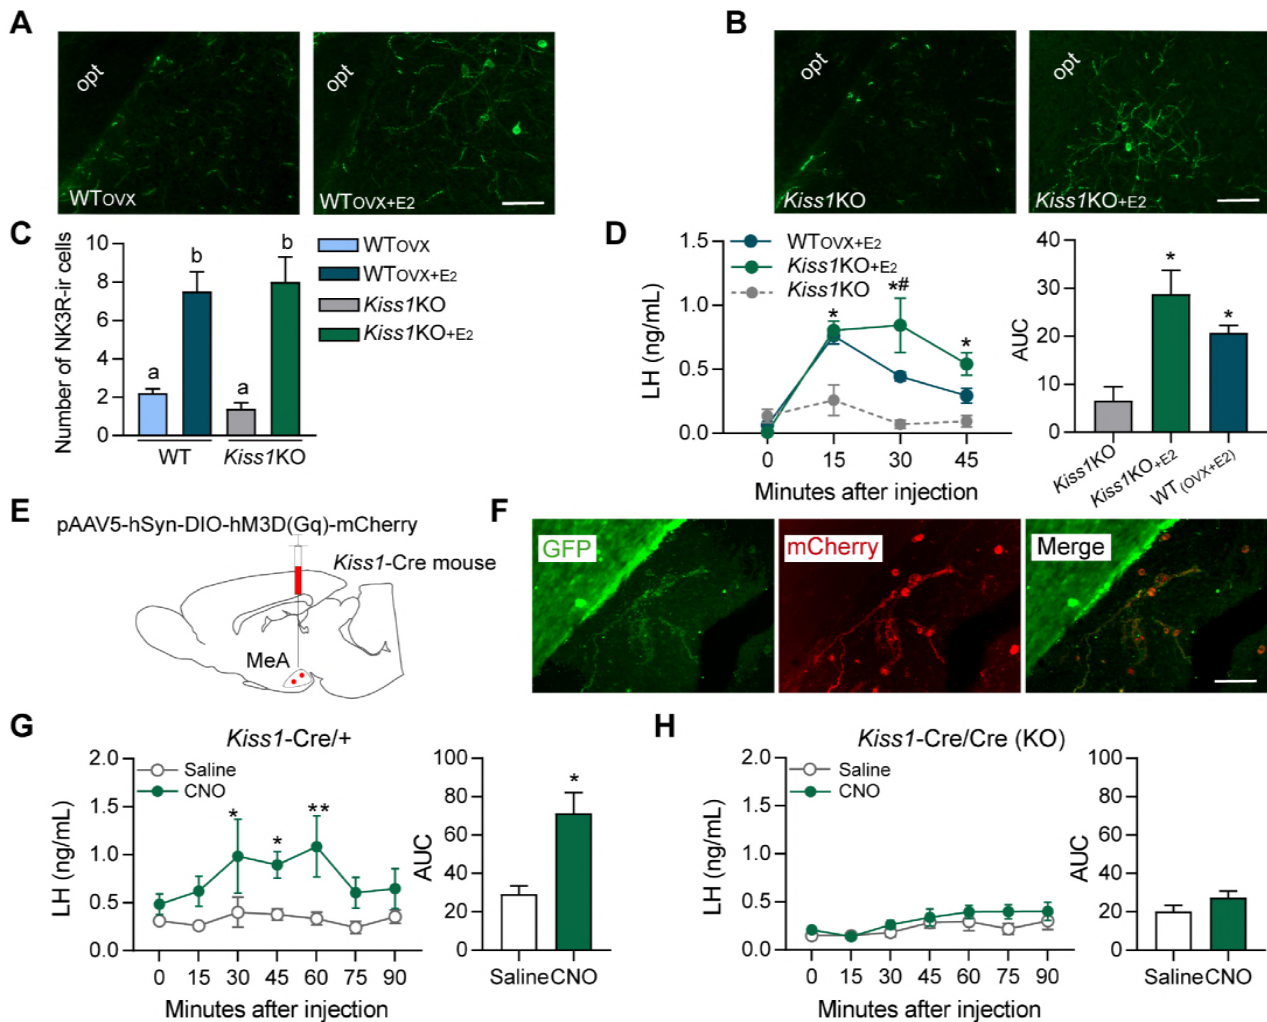 A
opt
WTOVX
WTOVX+E2
B
opt
Kiss1KO
opt
Kiss1KO+E2
C
Number of NK3R-ir cells
10
8
6
4
2
0
a
b
a
b
WT
Kiss1KO
WTOVX
WTOVX+E2
Kiss1KO
Kiss1KO+E2
D
LH (ng/mL)
1.5
1.0
0.5
0.0
WTOVX+E2
Kiss1KO+E2
Kiss1KO
*
*#
*
0 15 30 45
Minutes after injection
AUC
40
30
20
10
0
*
*
Kiss1KO
Kiss1KO+E2
WT(OVX+E2)
E
pAAV5-hSyn-DIO-hM3D(Gq)-mCherry
Kiss1-Cre mouse
MeA
F
GFP
mCherry
Merge
G
Kiss1-Cre/+
LH (ng/mL)
2.0
1.5
1.0
0.5
0.0
Saline
CNO
*
*
**
0 15 30 45 60 75 90
Minutes after injection
AUC
100
80
60
40
20
0
*
Saline CNO
H
Kiss1-Cre/Cre (KO)
LH (ng/mL)
2.0
1.5
1.0
0.5
0.0
Saline
CNO
0 15 30 45 60 75 90
Minutes after injection
AUC
100
80
60
40
20
0
Saline CNO